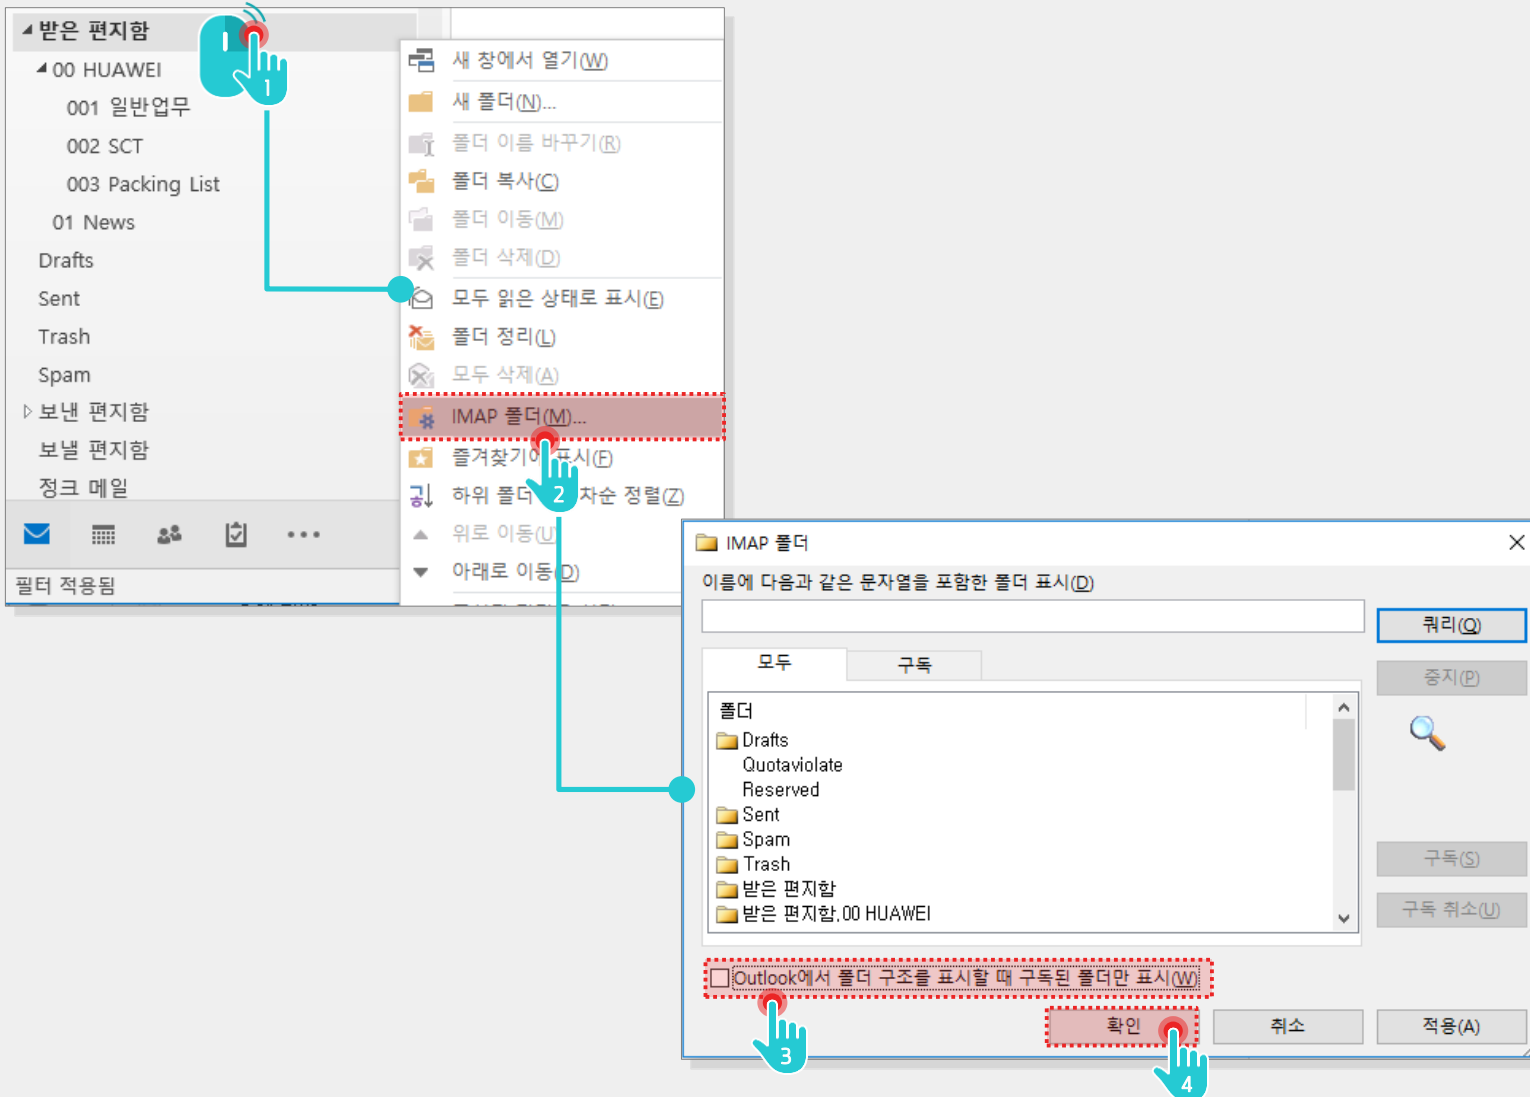 받은 편지함
00 HUAWEI
001 일반업무
002 SCT
003 Packing List
01 News
Drafts
Sent
Trash
Spam
보낸 편지함
보낼 편지함
정크 메일
필터 적용됨
1
새 창에서 열기(W)
새 폴더(N)...
폴더 이름 바꾸기(R)
폴더 복사(C)
폴더 이동(M)
폴더 삭제(D)
모두 읽은 상태로 표시(E)
폴더 정리(L)
모두 삭제(A)
IMAP 폴더(M)...
즐겨찾기에 표시(F)
2
하위 폴더 차순 정렬(Z)
위로 이동(U)
아래로 이동(D)
IMAP 폴더
이름에 다음과 같은 문자열을 포함한 폴더 표시(D)
쿼리(Q)
모두
구독
중지(P)
폴더
Drafts
Quotaviolate
Reserved
Sent
Spam
Trash
받은 편지함
받은 편지함.00 HUAWEI
구독(S)
구독 취소(U)
Outlook에서 폴더 구조를 표시할 때 구독된 폴더만 표시(W)
확인
취소
적용(A)
3
4